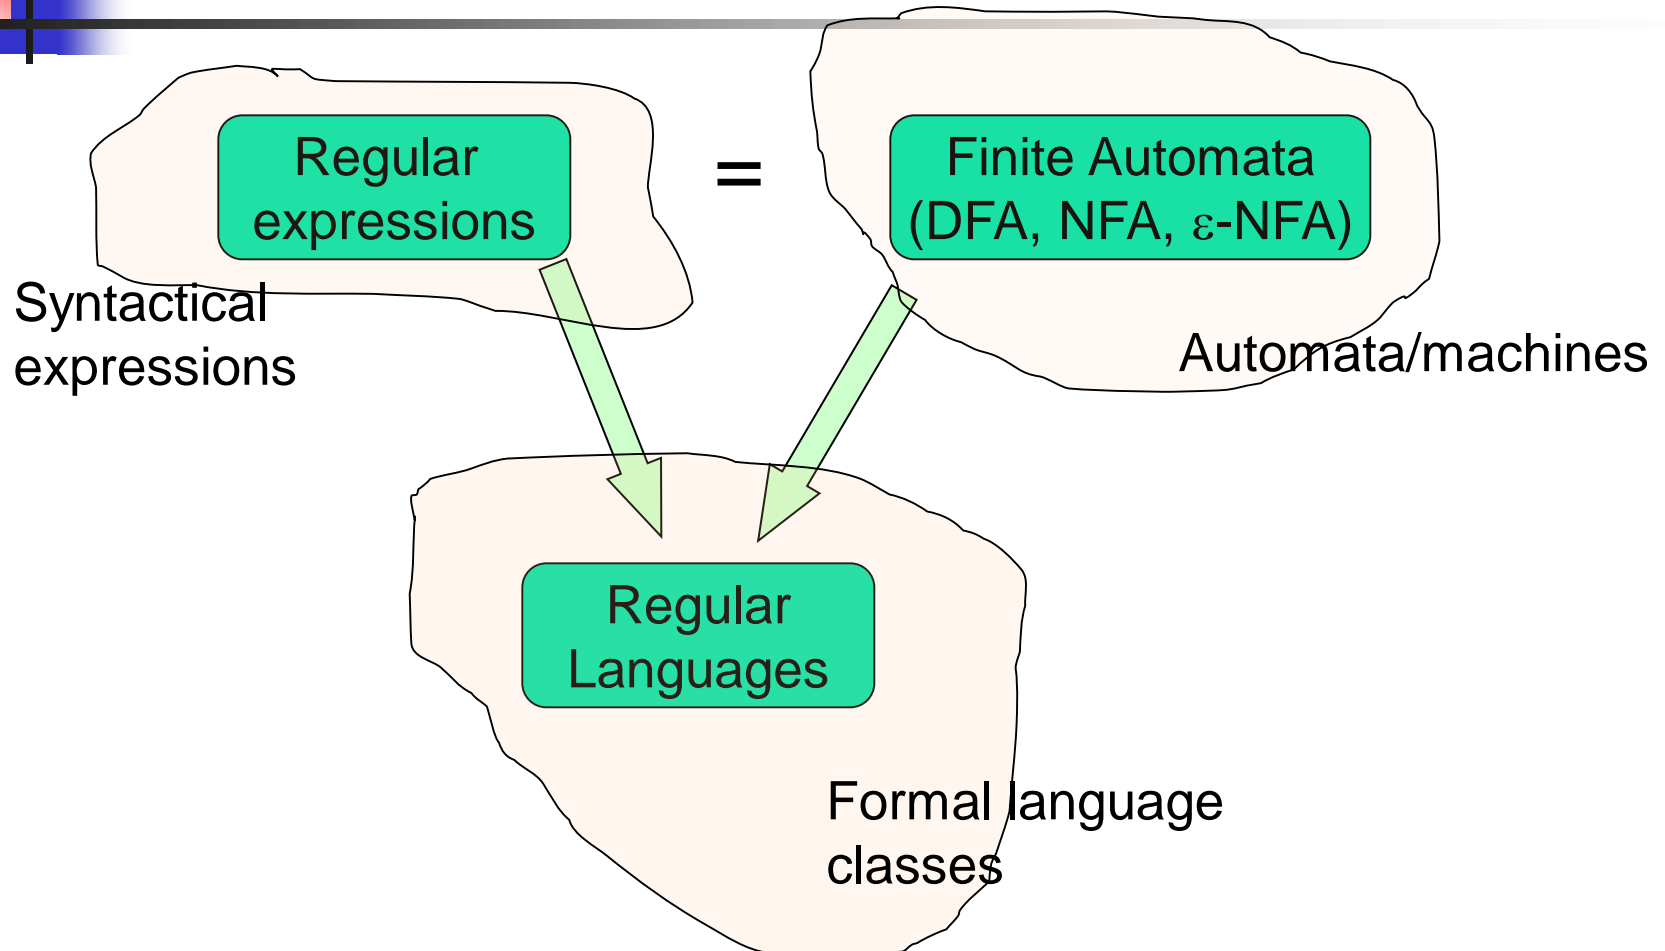 Regular
expressions
=
Finite Automata
(DFA, NFA, ε-NFA)
Syntactical
expressions
Automata/machines
Regular
Languages
Formal language
classes